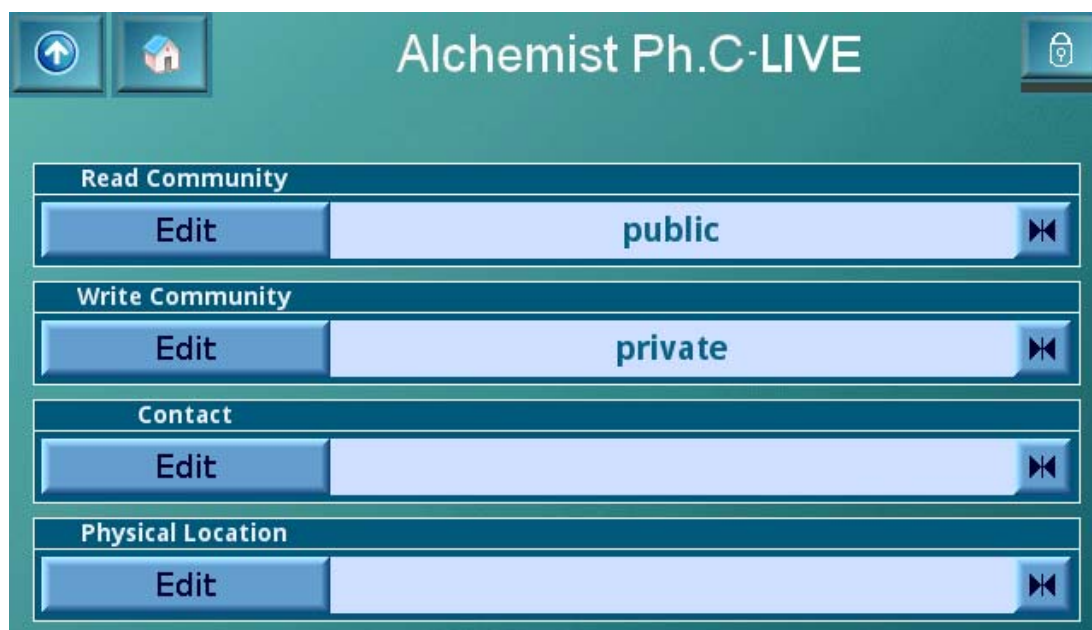 Alchemist Ph.C-LIVE
Read Community
Edit public
Write Community
Edit private
Contact
Edit
Physical Location
Edit